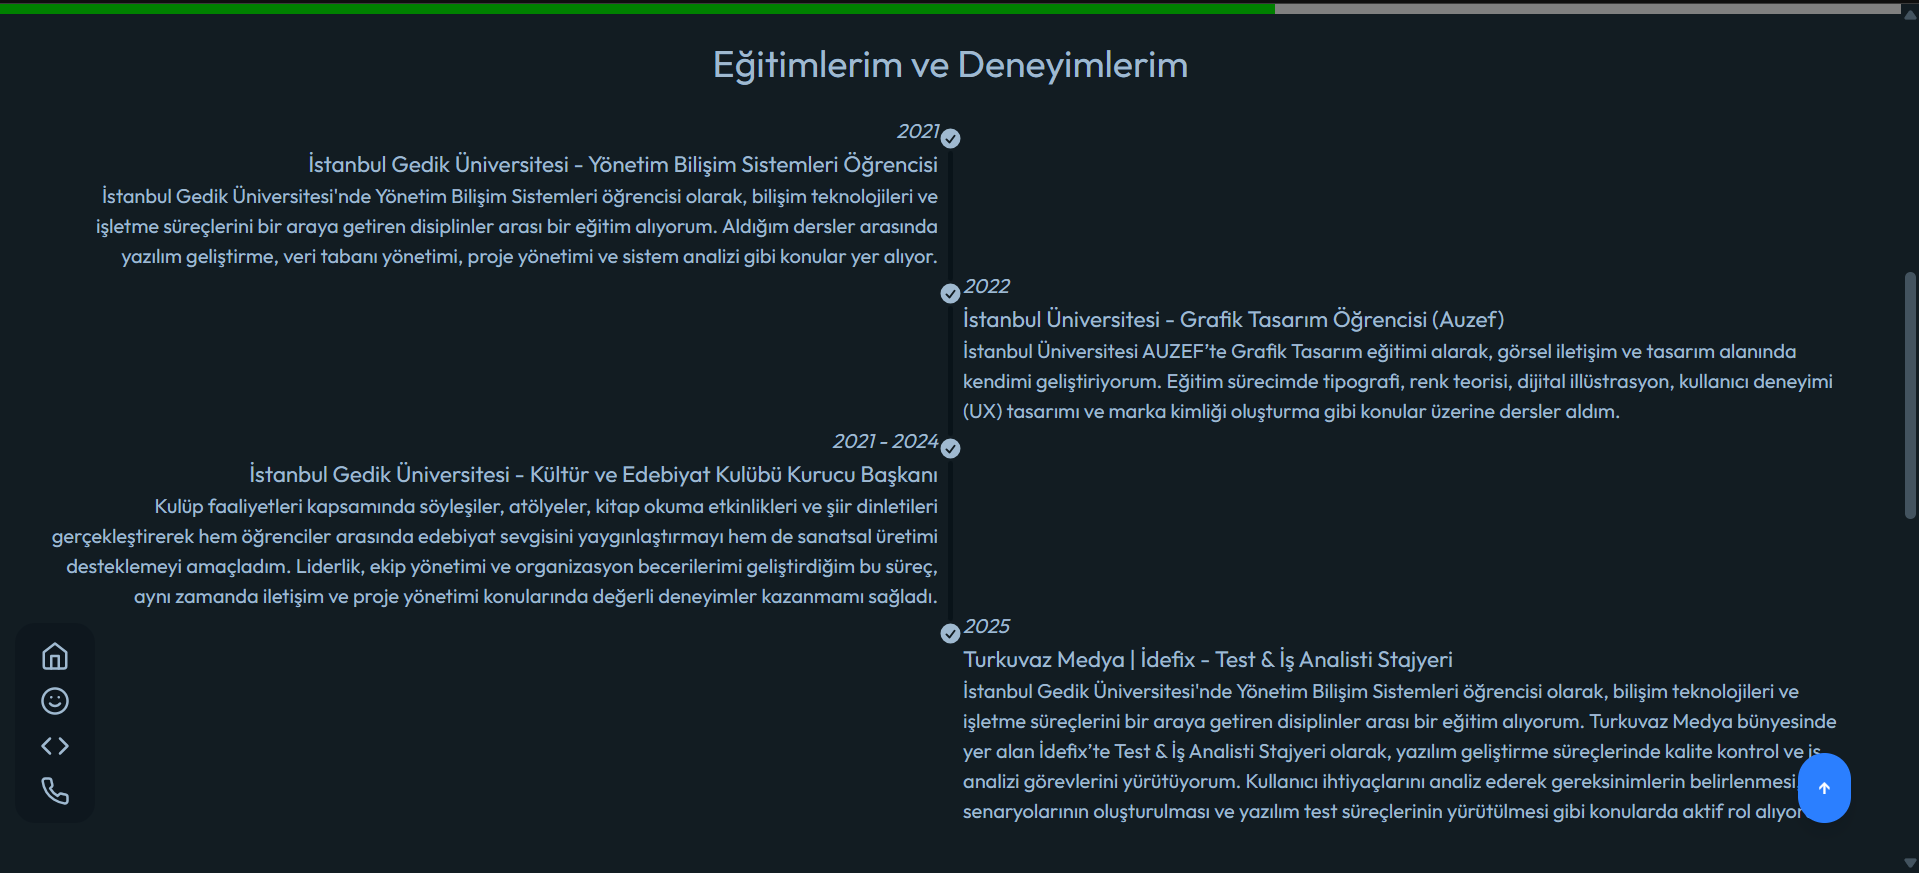 Eğitimlerim ve Deneyimlerim
2021
İstanbul Gedik Üniversitesi - Yönetim Bilişim Sistemleri Öğrencisi
İstanbul Gedik Üniversitesi'nde Yönetim Bilişim Sistemleri öğrencisi olarak, bilişim teknolojileri ve
işletme süreçlerini bir araya getiren disiplinler arası bir eğitim alıyorum. Aldığım dersler arasında
yazılım geliştirme, veri tabanı yönetimi, proje yönetimi ve sistem analizi gibi konular yer alıyor.
2022
İstanbul Üniversitesi - Grafik Tasarım Öğrencisi (Auzef)
İstanbul Üniversitesi AUZEF’te Grafik Tasarım eğitimi alarak, görsel iletişim ve tasarım alanında
kendimi geliştiriyorum. Eğitim sürecimde tipografi, renk teorisi, dijital illüstrasyon, kullanıcı deneyimi
(UX) tasarımı ve marka kimliği oluşturma gibi konular üzerine dersler aldım.
2021 - 2024
İstanbul Gedik Üniversitesi - Kültür ve Edebiyat Kulübü Kurucu Başkanı
Kulüp faaliyetleri kapsamında söyleşiler, atölyeler, kitap okuma etkinlikleri ve şiir dinletileri
gerçekleştirerek hem öğrenciler arasında edebiyat sevgisini yaygınlaştırmayı hem de sanatsal üretimi
desteklemeyi amaçladım. Liderlik, ekip yönetimi ve organizasyon becerilerimi geliştirdiğim bu süreç,
aynı zamanda iletişim ve proje yönetimi konularında değerli deneyimler kazanmamı sağladı.
2025
Turkuvaz Medya | İdefix - Test & İş Analisti Stajyeri
İstanbul Gedik Üniversitesi'nde Yönetim Bilişim Sistemleri öğrencisi olarak, bilişim teknolojileri ve
işletme süreçlerini bir araya getiren disiplinler arası bir eğitim alıyorum. Turkuvaz Medya bünyesinde
yer alan İdefix’te Test & İş Analisti Stajyeri olarak, yazılım geliştirme süreçlerinde kalite kontrol ve iş
analizi görevlerini yürütüyorum. Kullanıcı ihtiyaçlarını analiz ederek gereksinimlerin belirlenmesi
senaryolarının oluşturulması ve yazılım test süreçlerinin yürütülmesi gibi konularda aktif rol